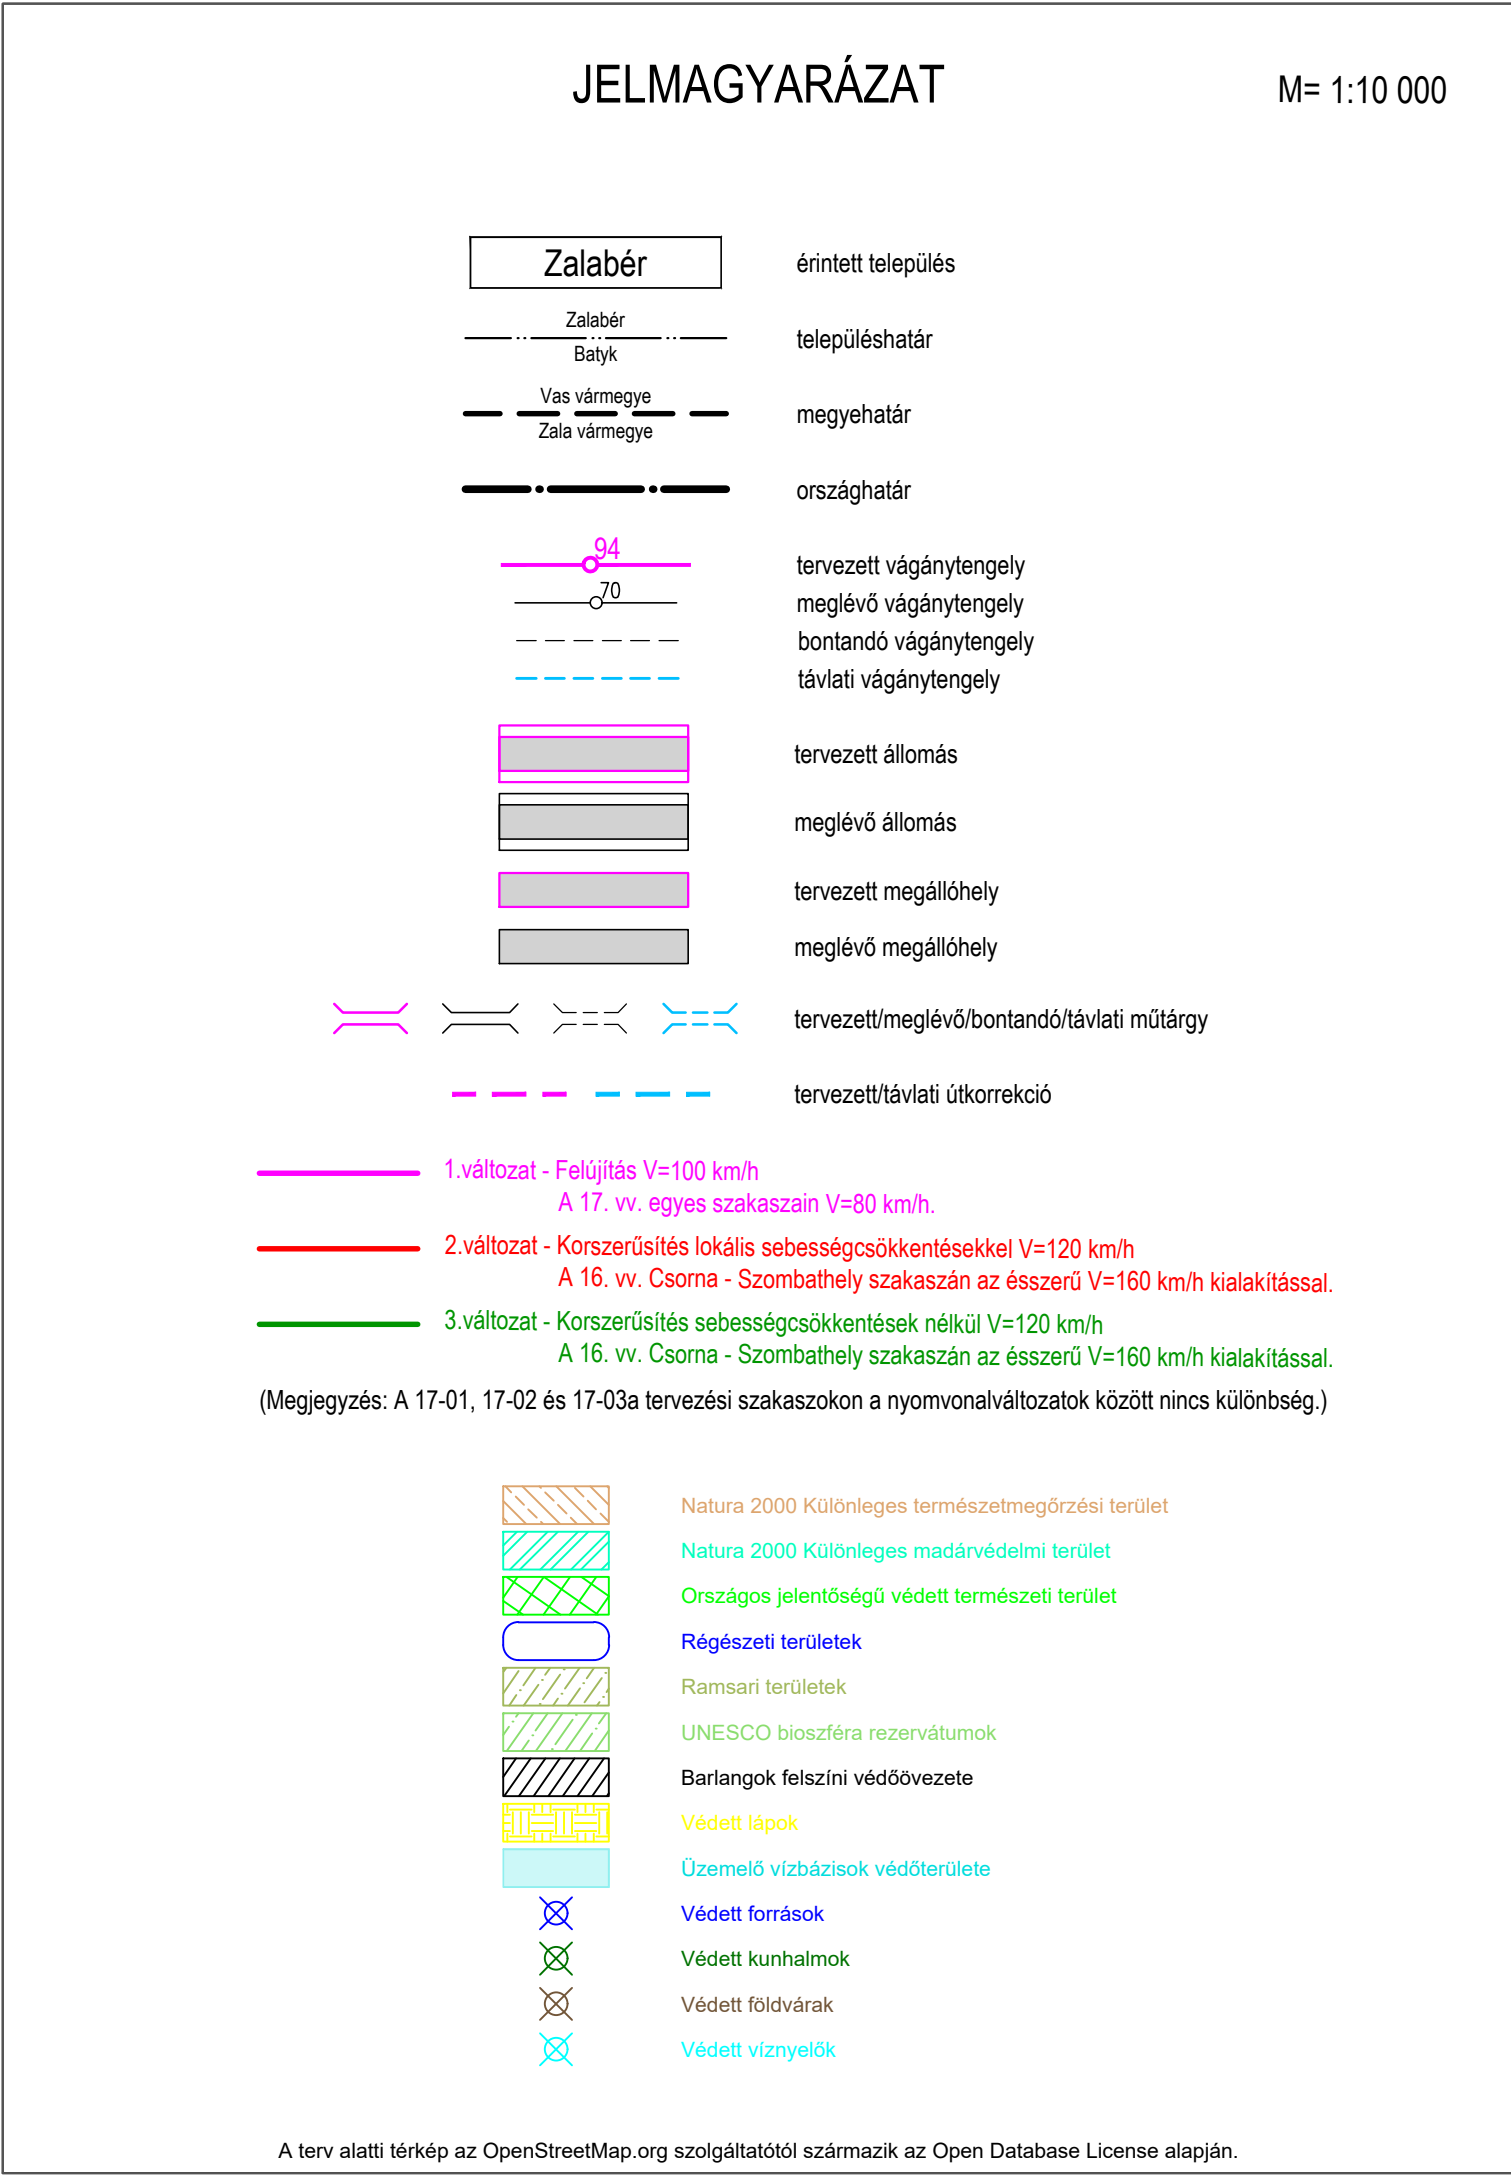 JELMAGYARÁZAT
M= 1:10 000
Zalabér
érintett település
Zalabér
Batyk
településhatár
Vas vármegye
Zala vármegye
megyehatár
országhatár
94
tervezett vágánytengely
70
meglévő vágánytengely
bontandó vágánytengely
távlati vágánytengely
tervezett állomás
meglévő állomás
tervezett megállóhely
meglévő megállóhely
tervezett/meglévő/bontandó/távlati műtárgy
tervezett/távlati útkorrekció
1.változat - Felújítás V=100 km/h
A 17. vv. egyes szakaszain V=80 km/h.
2.változat - Korszerűsítés lokális sebességcsökkentésekkel V=120 km/h
A 16. vv. Csorna - Szombathely szakaszán az ésszerű V=160 km/h kialakítással.
3.változat - Korszerűsítés sebességcsökkentések nélkül V=120 km/h
A 16. vv. Csorna - Szombathely szakaszán az ésszerű V=160 km/h kialakítással.
(Megjegyzés: A 17-01, 17-02 és 17-03a tervezési szakaszokon a nyomvonalváltozatok között nincs különbség.)
Natura 2000 Különleges természetmegőrzési terület
Natura 2000 Különleges madárvédelmi terület
Országos jelentőségű védett természeti terület
Régészeti területek
Ramsari területek
UNESCO bioszféra rezervátumok
Barlangok felszíni védőövezete
Védett lápok
Üzemelő vízbázisok védőterülete
Védett források
Védett kunhalmok
Védett földvárak
Védett víznyelők
A terv alatti térkép az OpenStreetMap.org szolgáltatótól származik az Open Database License alapján.